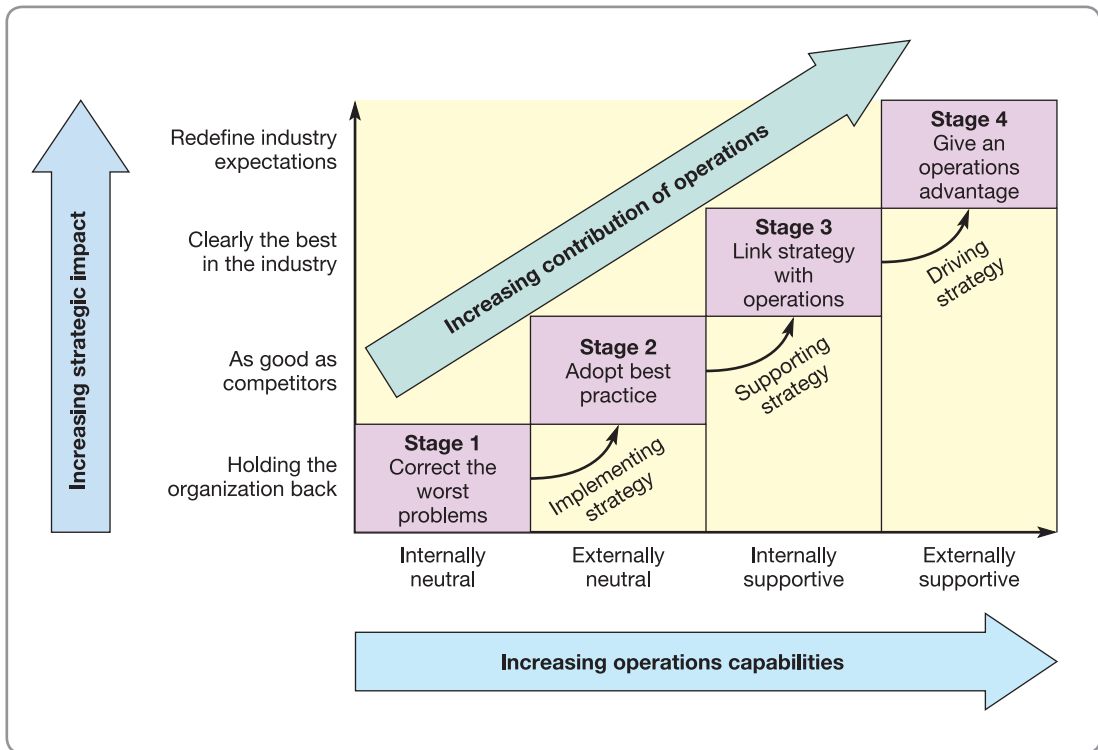 Increasing strategic impact
Redefine industry
expectations
Clearly the best
in the industry
As good as
competitors
Holding the
organization back
Increasing contribution of operations
Stage 4
Give an
operations
advantage
Stage 3
Link strategy
with
operations
Driving
strategy
Stage 2
Adopt best
practice
Supporting
strategy
Stage 1
Correct the
worst
problems
Implementing
strategy
Internally
neutral
Externally
neutral
Internally
supportive
Externally
supportive
Increasing operations capabilities